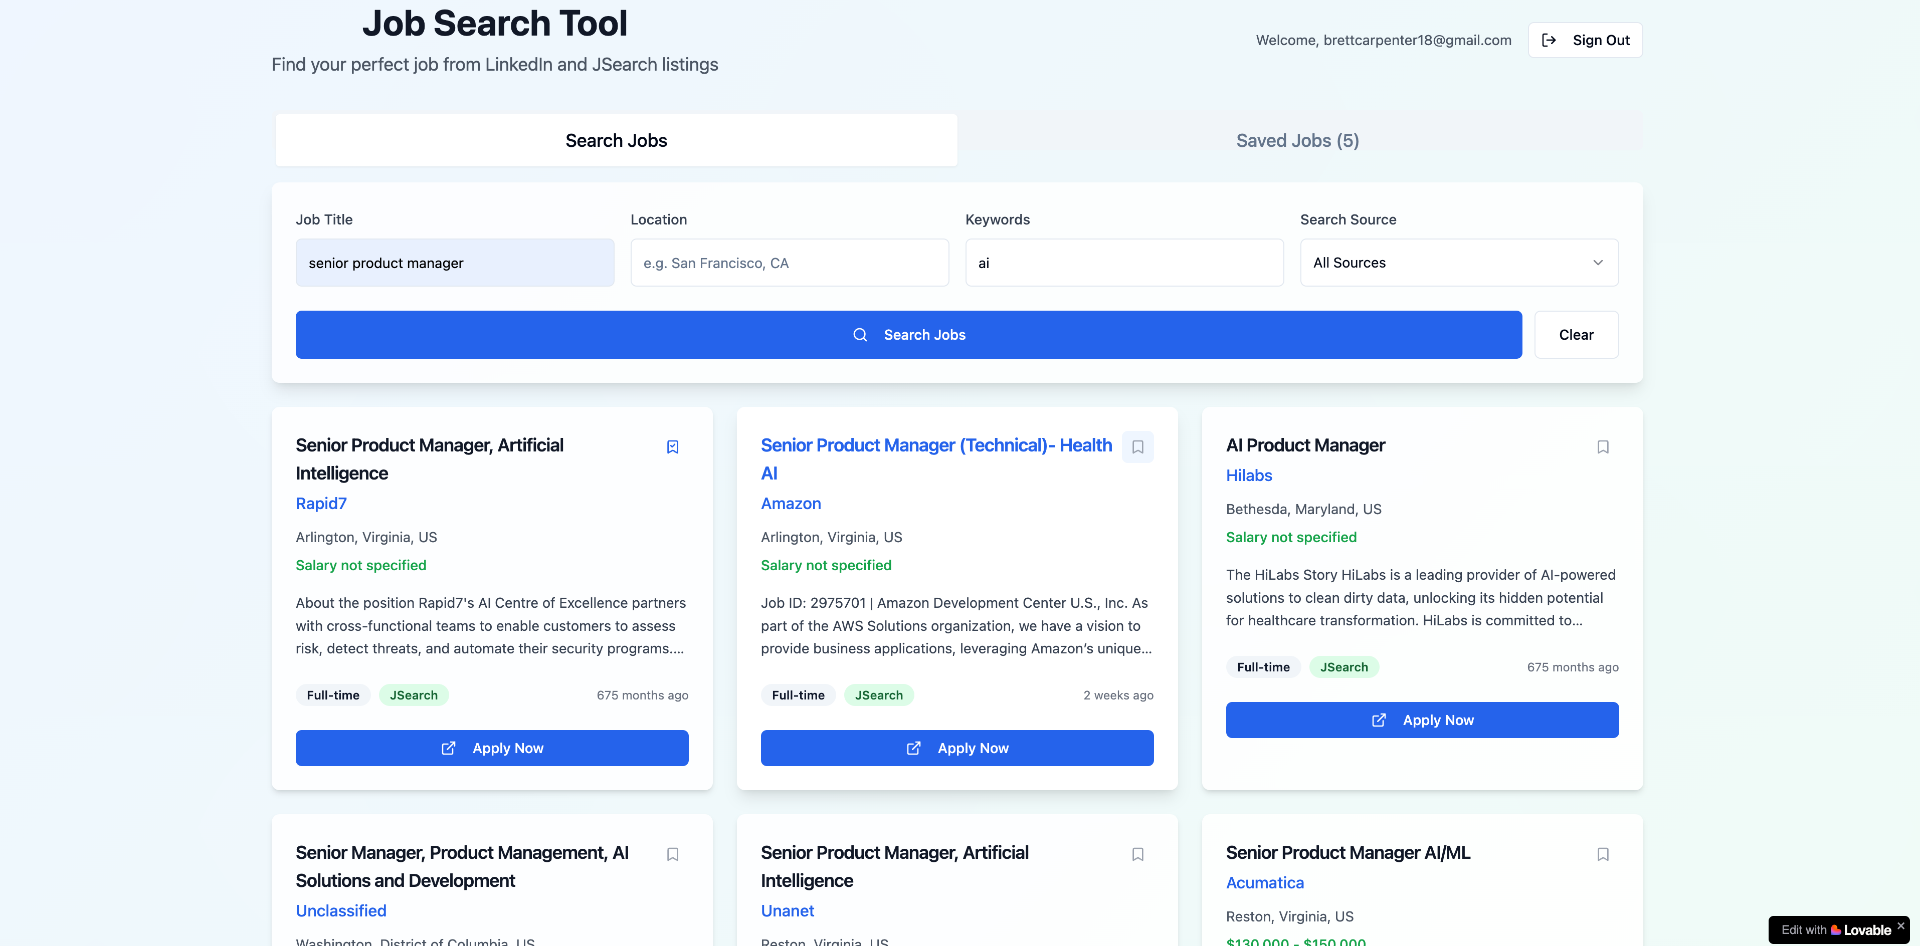 Job Search Tool
Find your perfect job from LinkedIn and JSearch listings
Welcome, brettcarpenter18@gmail.com
Sign Out
Search Jobs
Saved Jobs (5)
Job Title
Location
Keywords
Search Source
senior product manager
e.g. San Francisco, CA
ai
All Sources
Search Jobs
Clear
Senior Product Manager, Artificial
Intelligence
Rapid7
Arlington, Virginia, US
Salary not specified
About the position Rapid7's AI Centre of Excellence partners
with cross-functional teams to enable customers to assess
risk, detect threats, and automate their security programs....
Full-time
JSearch
675 months ago
Apply Now
Senior Product Manager (Technical)- Health
AI
Amazon
Arlington, Virginia, US
Salary not specified
Job ID: 2975701 | Amazon Development Center U.S., Inc. As
part of the AWS Solutions organization, we have a vision to
provide business applications, leveraging Amazon’s unique...
Full-time
JSearch
2 weeks ago
Apply Now
AI Product Manager
Hilabs
Bethesda, Maryland, US
Salary not specified
The HiLabs Story HiLabs is a leading provider of AI-powered
solutions to clean dirty data, unlocking its hidden potential
for healthcare transformation. HiLabs is committed to...
Full-time
JSearch
675 months ago
Apply Now
Senior Manager, Product Management, AI
Solutions and Development
Unclassified
Washington, District of Columbia, US
Senior Product Manager, Artificial
Intelligence
Unanet
Reston, Virginia, US
Senior Product Manager AI/ML
Acumatica
Reston, Virginia, US
$130,000 - $150,000
Edit with Lovable